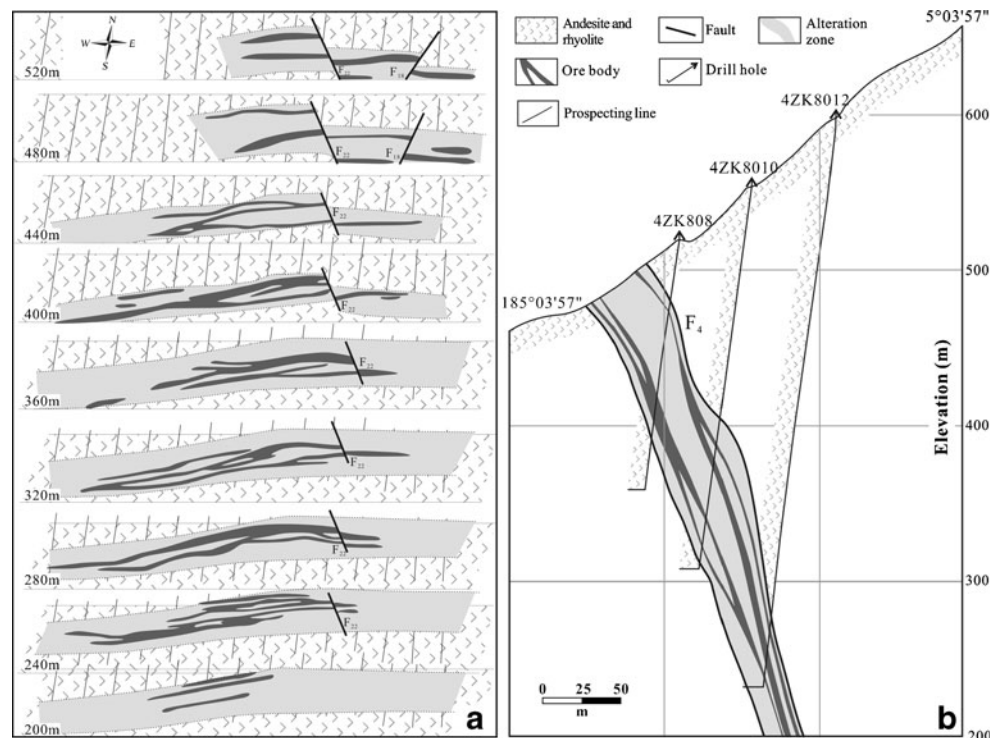 N
W E
S
F₂₂ F₁₈
520m
F₂₂ F₁₈
480m
F₂₂
440m
F₂₂
400m
F₂₂
360m
F₂₂
320m
F₂₂
280m
F₂₂
240m
200m
a
Andesite and rhyolite
Fault
Alteration zone
Ore body
Drill hole
Prospecting line
5°03'57"
4ZK8012
600
4ZK8010
4ZK808
500
185°03'57"
F₄
400
Elevation (m)
300
0 25 50
m
200
b